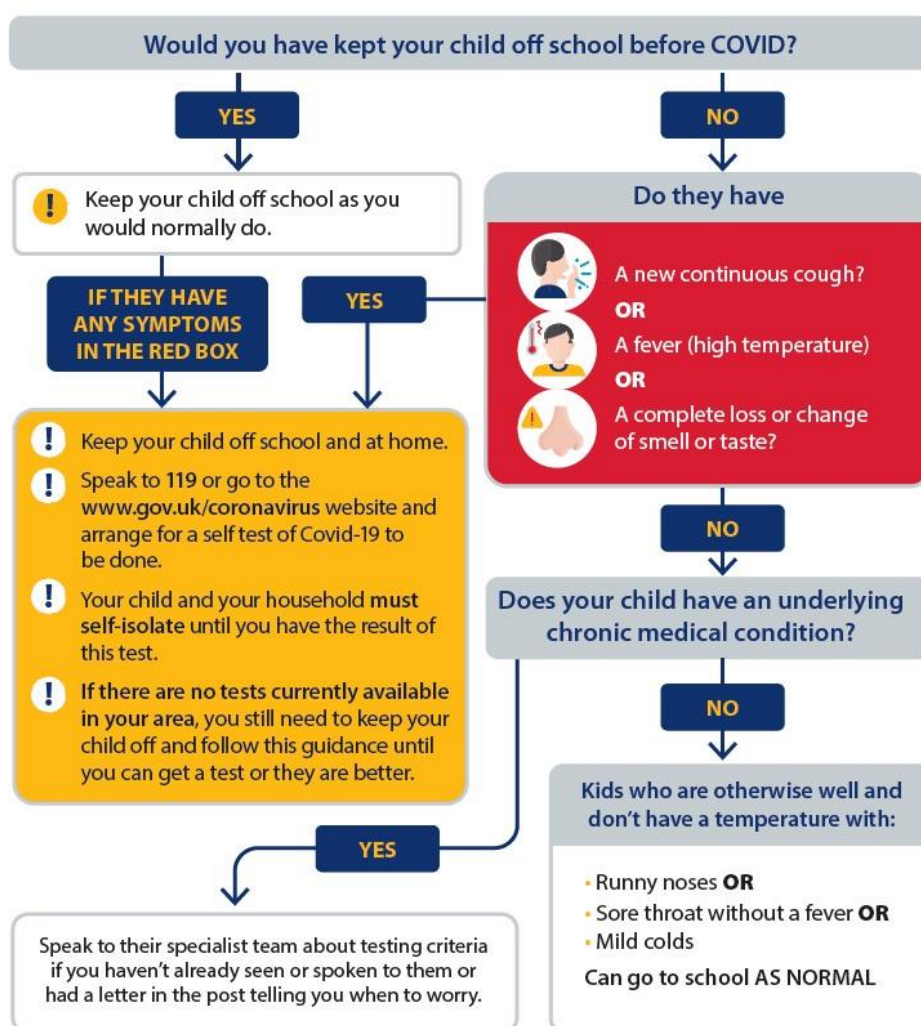 Would you have kept your child off school before COVID?
YES
NO
! Keep your child off school as you
would normally do.
IF THEY HAVE
ANY SYMPTOMS
IN THE RED BOX
YES
Do they have
A new continuous cough?
OR
A fever (high temperature)
OR
A complete loss or change
of smell or taste?
! Keep your child off school and at home.
! Speak to 119 or go to the
www.gov.uk/coronavirus website and
arrange for a self test of Covid-19 to
be done.
! Your child and your household must
self-isolate until you have the result of
this test.
! If there are no tests currently available
in your area, you still need to keep your
child off and follow this guidance until
you can get a test or they are better.
NO
Does your child have an underlying
chronic medical condition?
YES
NO
Speak to their specialist team about testing criteria
if you haven't already seen or spoken to them or
had a letter in the post telling you when to worry.
Kids who are otherwise well and
don't have a temperature with:
• Runny noses OR
• Sore throat without a fever OR
• Mild colds
Can go to school AS NORMAL